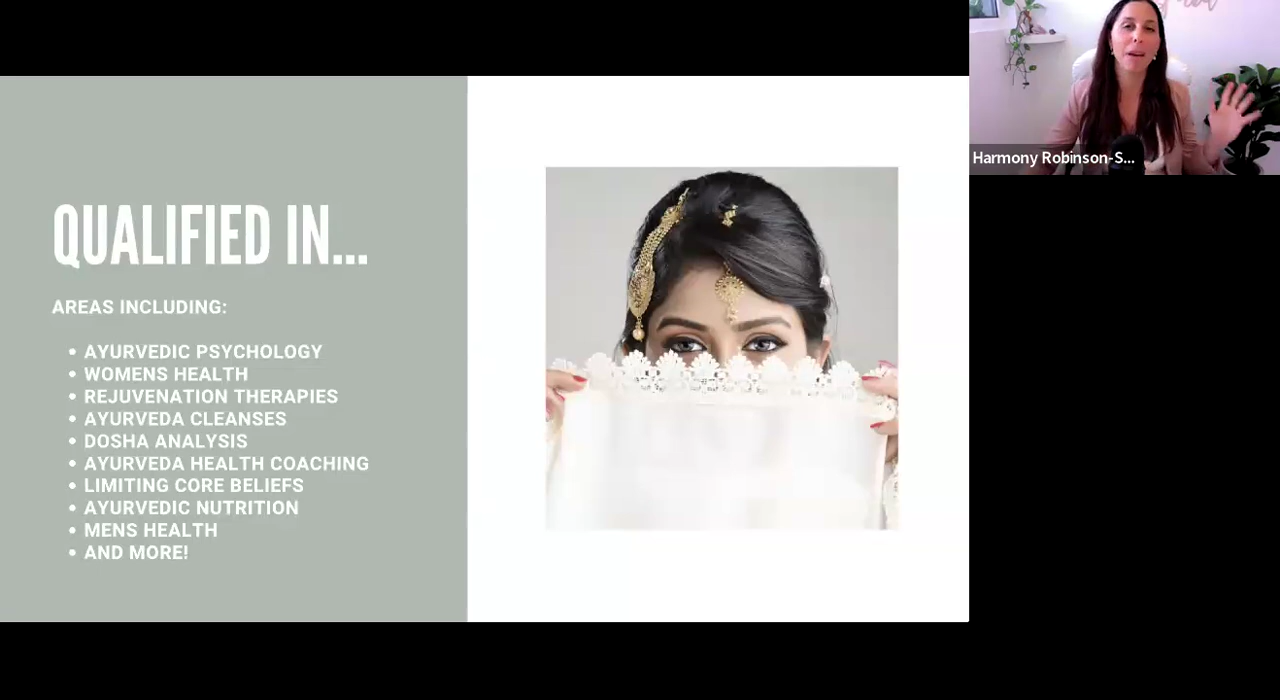 QUALIFIED IN...
AREAS INCLUDING:
• AYURVEDIC PSYCHOLOGY
• WOMENS HEALTH
• REJUVENATION THERAPIES
• AYURVEDA CLEANSES
• DOSHA ANALYSIS
• AYURVEDA HEALTH COACHING
• LIMITING CORE BELIEFS
• AYURVEDIC NUTRITION
• MENS HEALTH
• AND MORE!
Harmony Robinson-S...